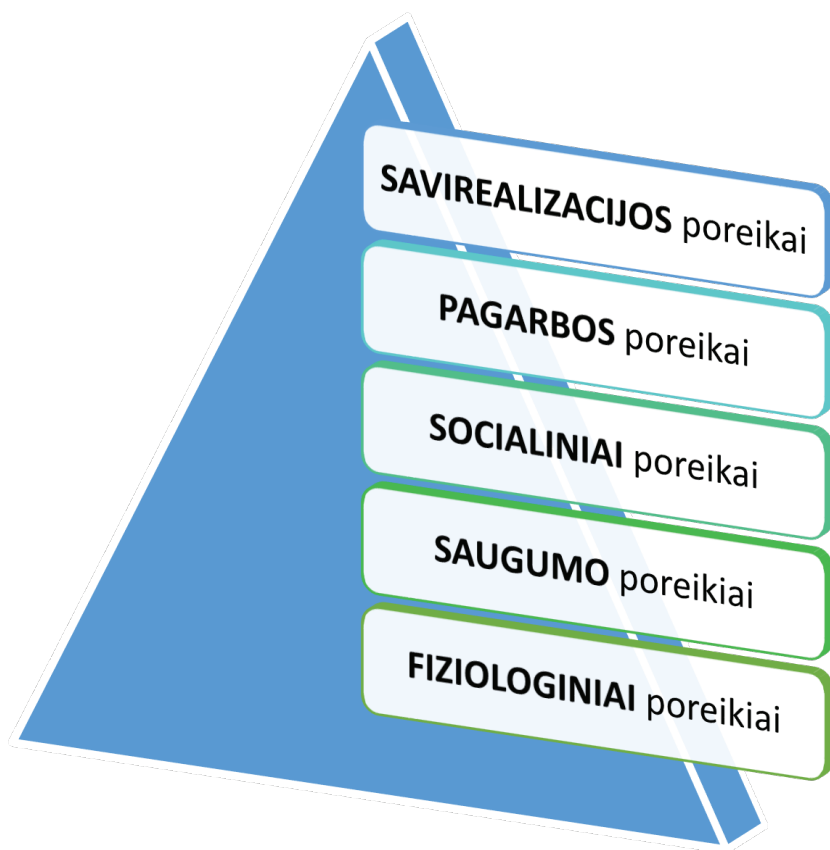 SAVIREALIZACIJOS poreikai
PAGARBOS poreikai
SOCIALINIAI poreikai
SAUGUMO poreikiai
FIZIOLOGINIAI poreikiai